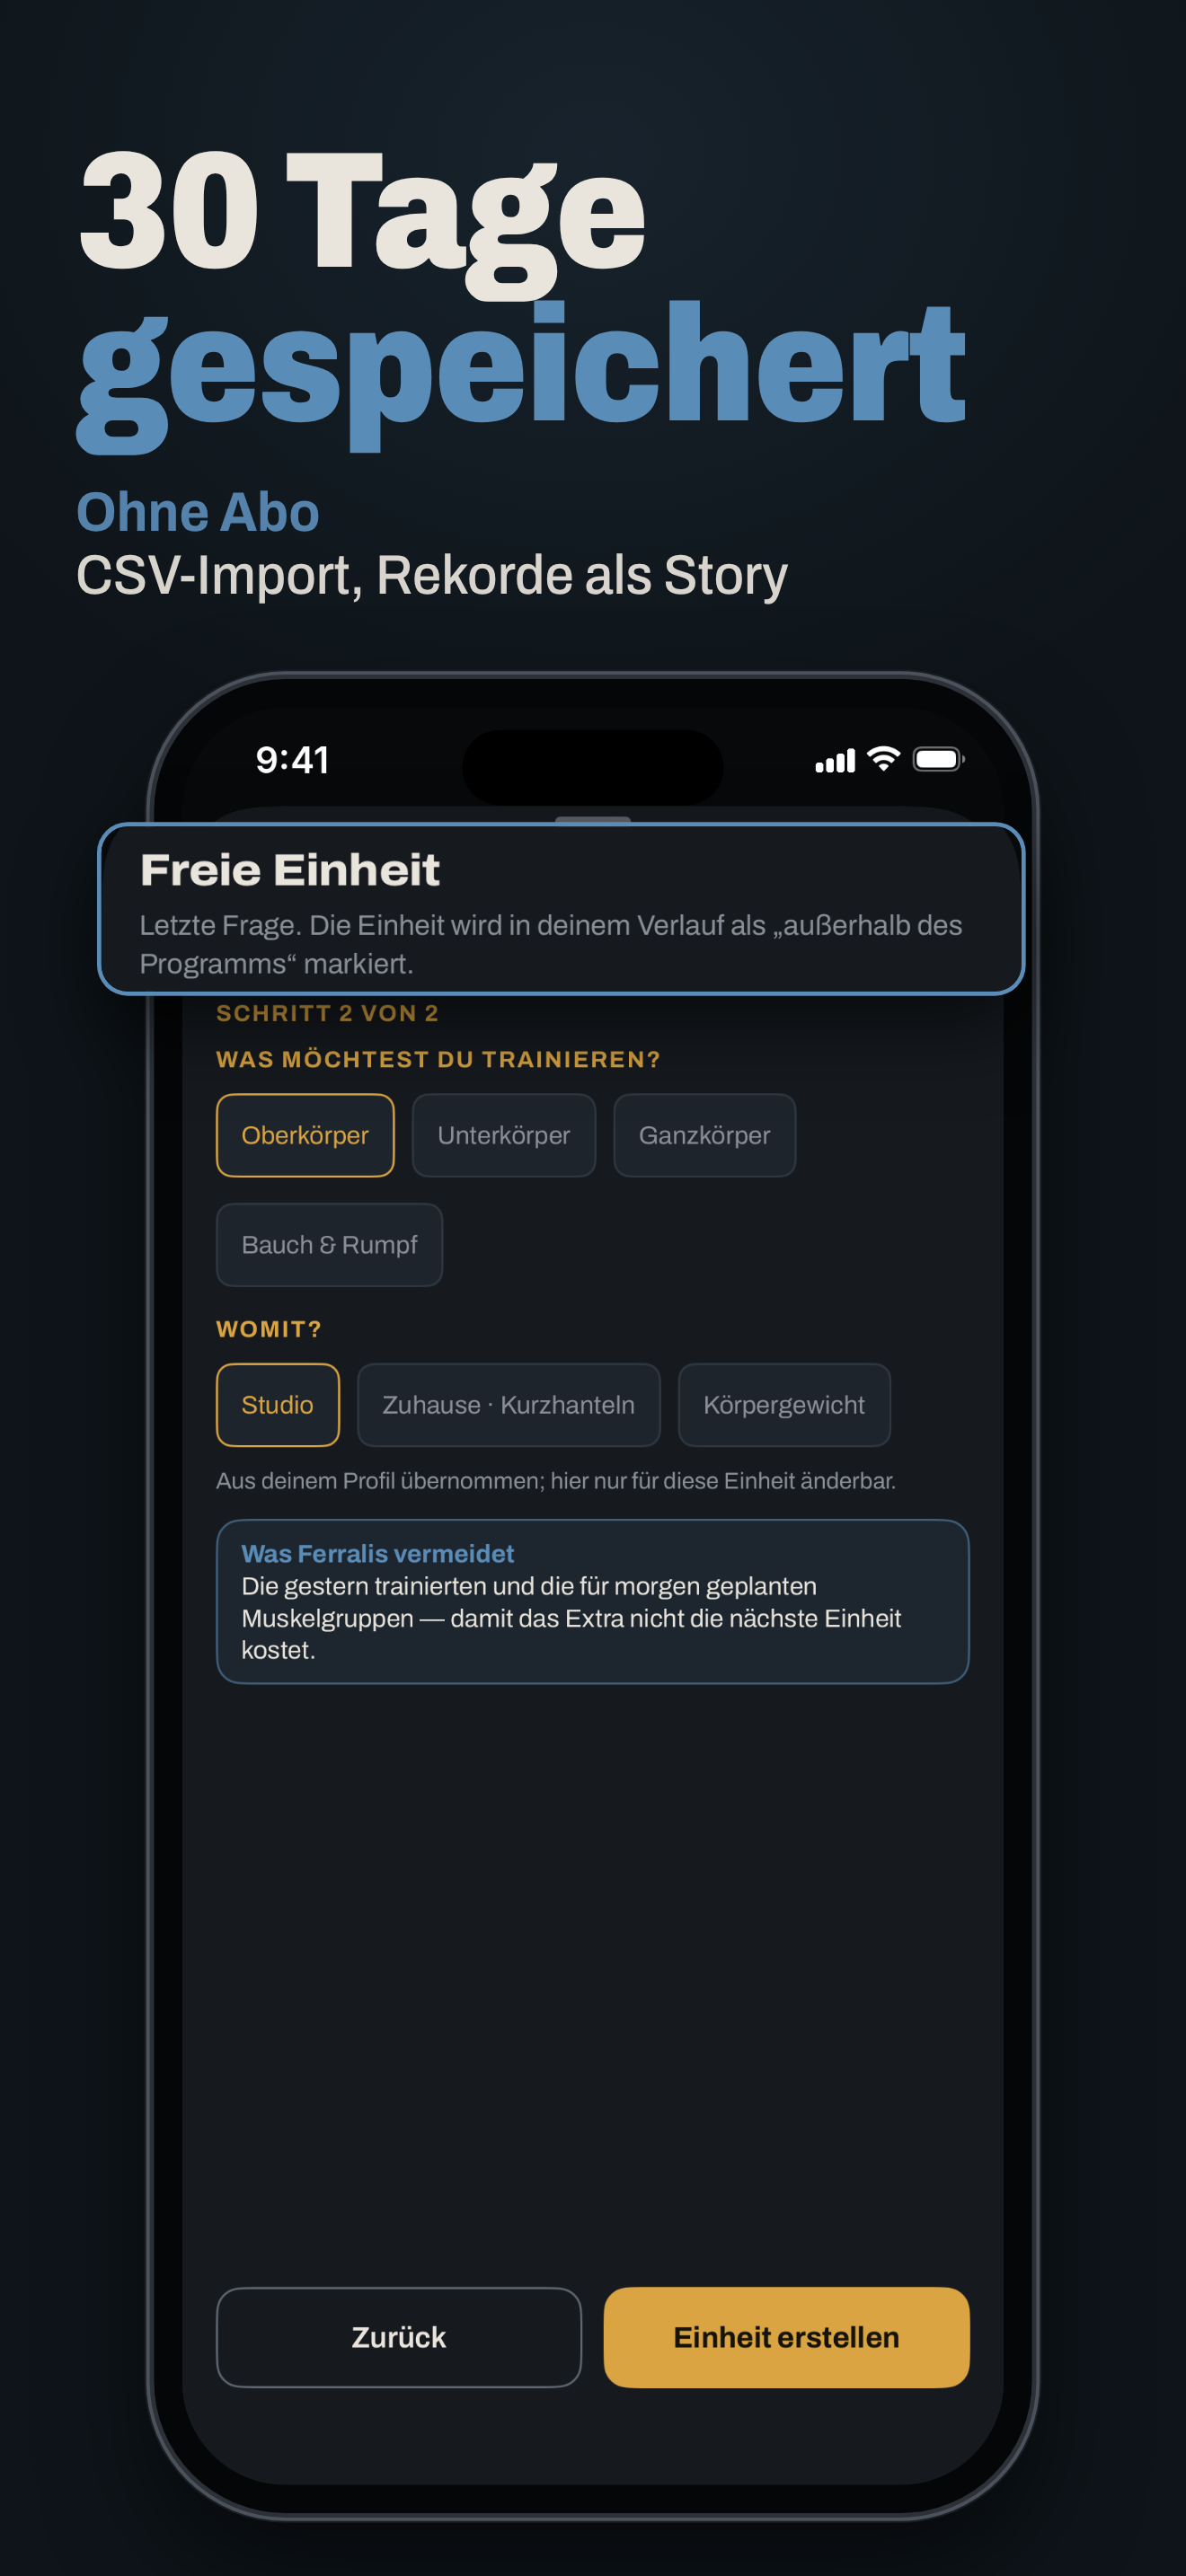 30 Tage
gespeichert
Ohne Abo
CSV-Import, Rekorde als Story
9:41
Freie Einheit
Letzte Frage. Die Einheit wird in deinem Verlauf als „außerhalb des
Programms“ markiert.
SCHRITT 2 VON 2
WAS MÖCHTEST DU TRAINIEREN?
Oberkörper Unterkörper Ganzkörper
Bauch & Rumpf
WOMIT?
Studio Zuhause · Kurzhanteln Körpergewicht
Aus deinem Profil übernommen; hier nur für diese Einheit änderbar.
Was Ferralis vermeidet
Die gestern trainierten und die für morgen geplanten
Muskelgruppen — damit das Extra nicht die nächste Einheit
kostet.
Zurück Einheit erstellen